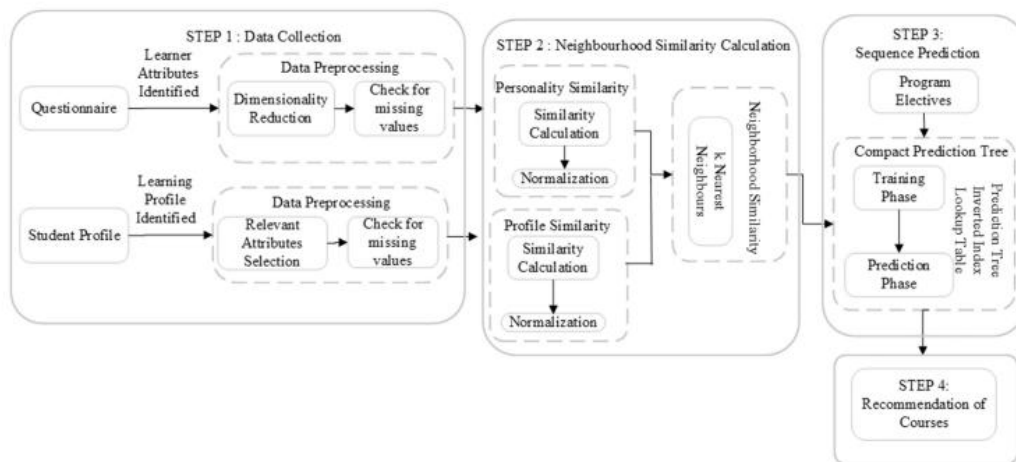 STEP 1 : Data Collection
Learner
Attributes
Identified
Questionnaire
Data Preprocessing
Dimensionality
Reduction
Check for
missing
values
Learning
Profile
Identified
Student Profile
Data Preprocessing
Relevant
Attributes
Selection
Check for
missing
values
STEP 2 : Neighbourhood Similarity Calculation
Personality Similarity
Similarity
Calculation
Normalization
Profile Similarity
Similarity
Calculation
Normalization
k Nearest
Neighbours
Neighborhood Similarity
STEP 3:
Sequence Prediction
Program
Electives
Compact Prediction Tree
Training
Phase
Prediction
Phase
Prediction Tree
Inverted Index
Lookup Table
STEP 4:
Recommendation of
Courses